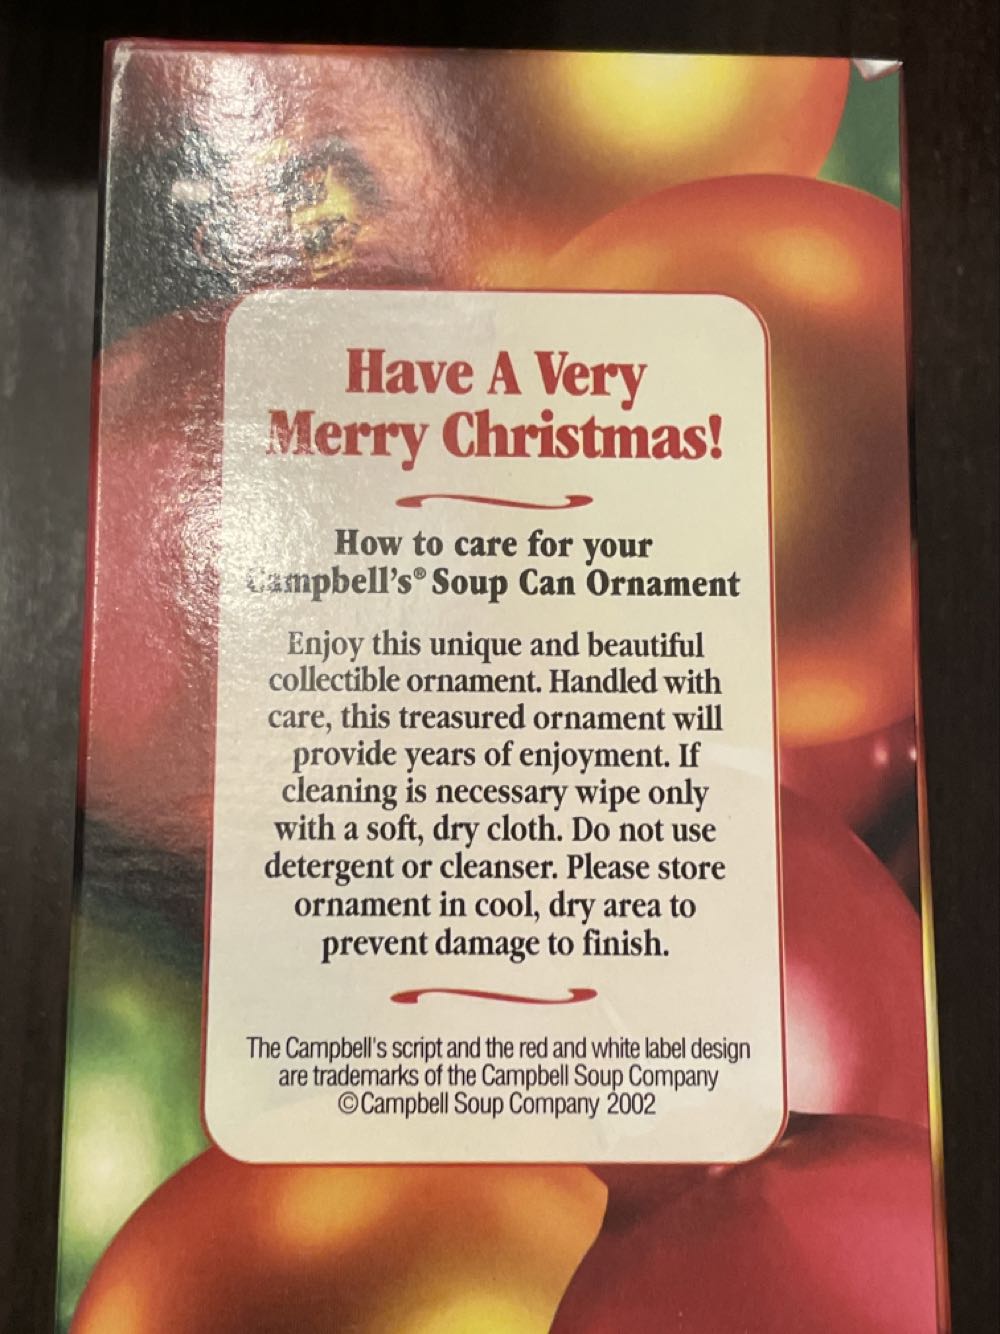 Have A Very
Merry Christmas!
How to care for your
Campbell's® Soup Can Ornament
Enjoy this unique and beautiful
collectible ornament. Handled with
care, this treasured ornament will
provide years of enjoyment. If
cleaning is necessary wipe only
with a soft, dry cloth. Do not use
detergent or cleanser. Please store
ornament in cool, dry area to
prevent damage to finish.
The Campbell's script and the red and white label design
are trademarks of the Campbell Soup Company
©Campbell Soup Company 2002